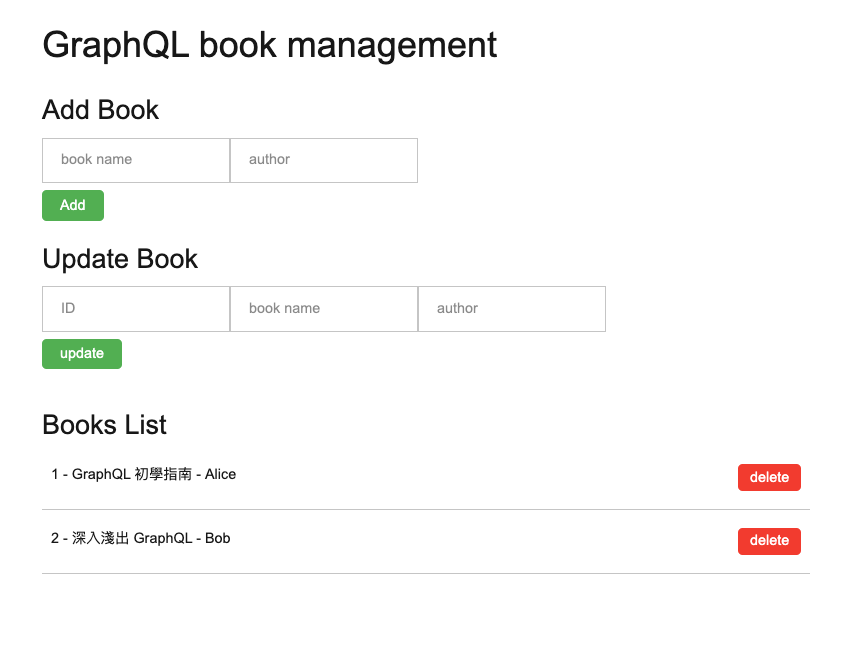 GraphQL book management
Add Book
book name author
Add
Update Book
ID book name author
update
Books List
1 - GraphQL 初學指南 - Alice delete
2 - 深入淺出 GraphQL - Bob delete